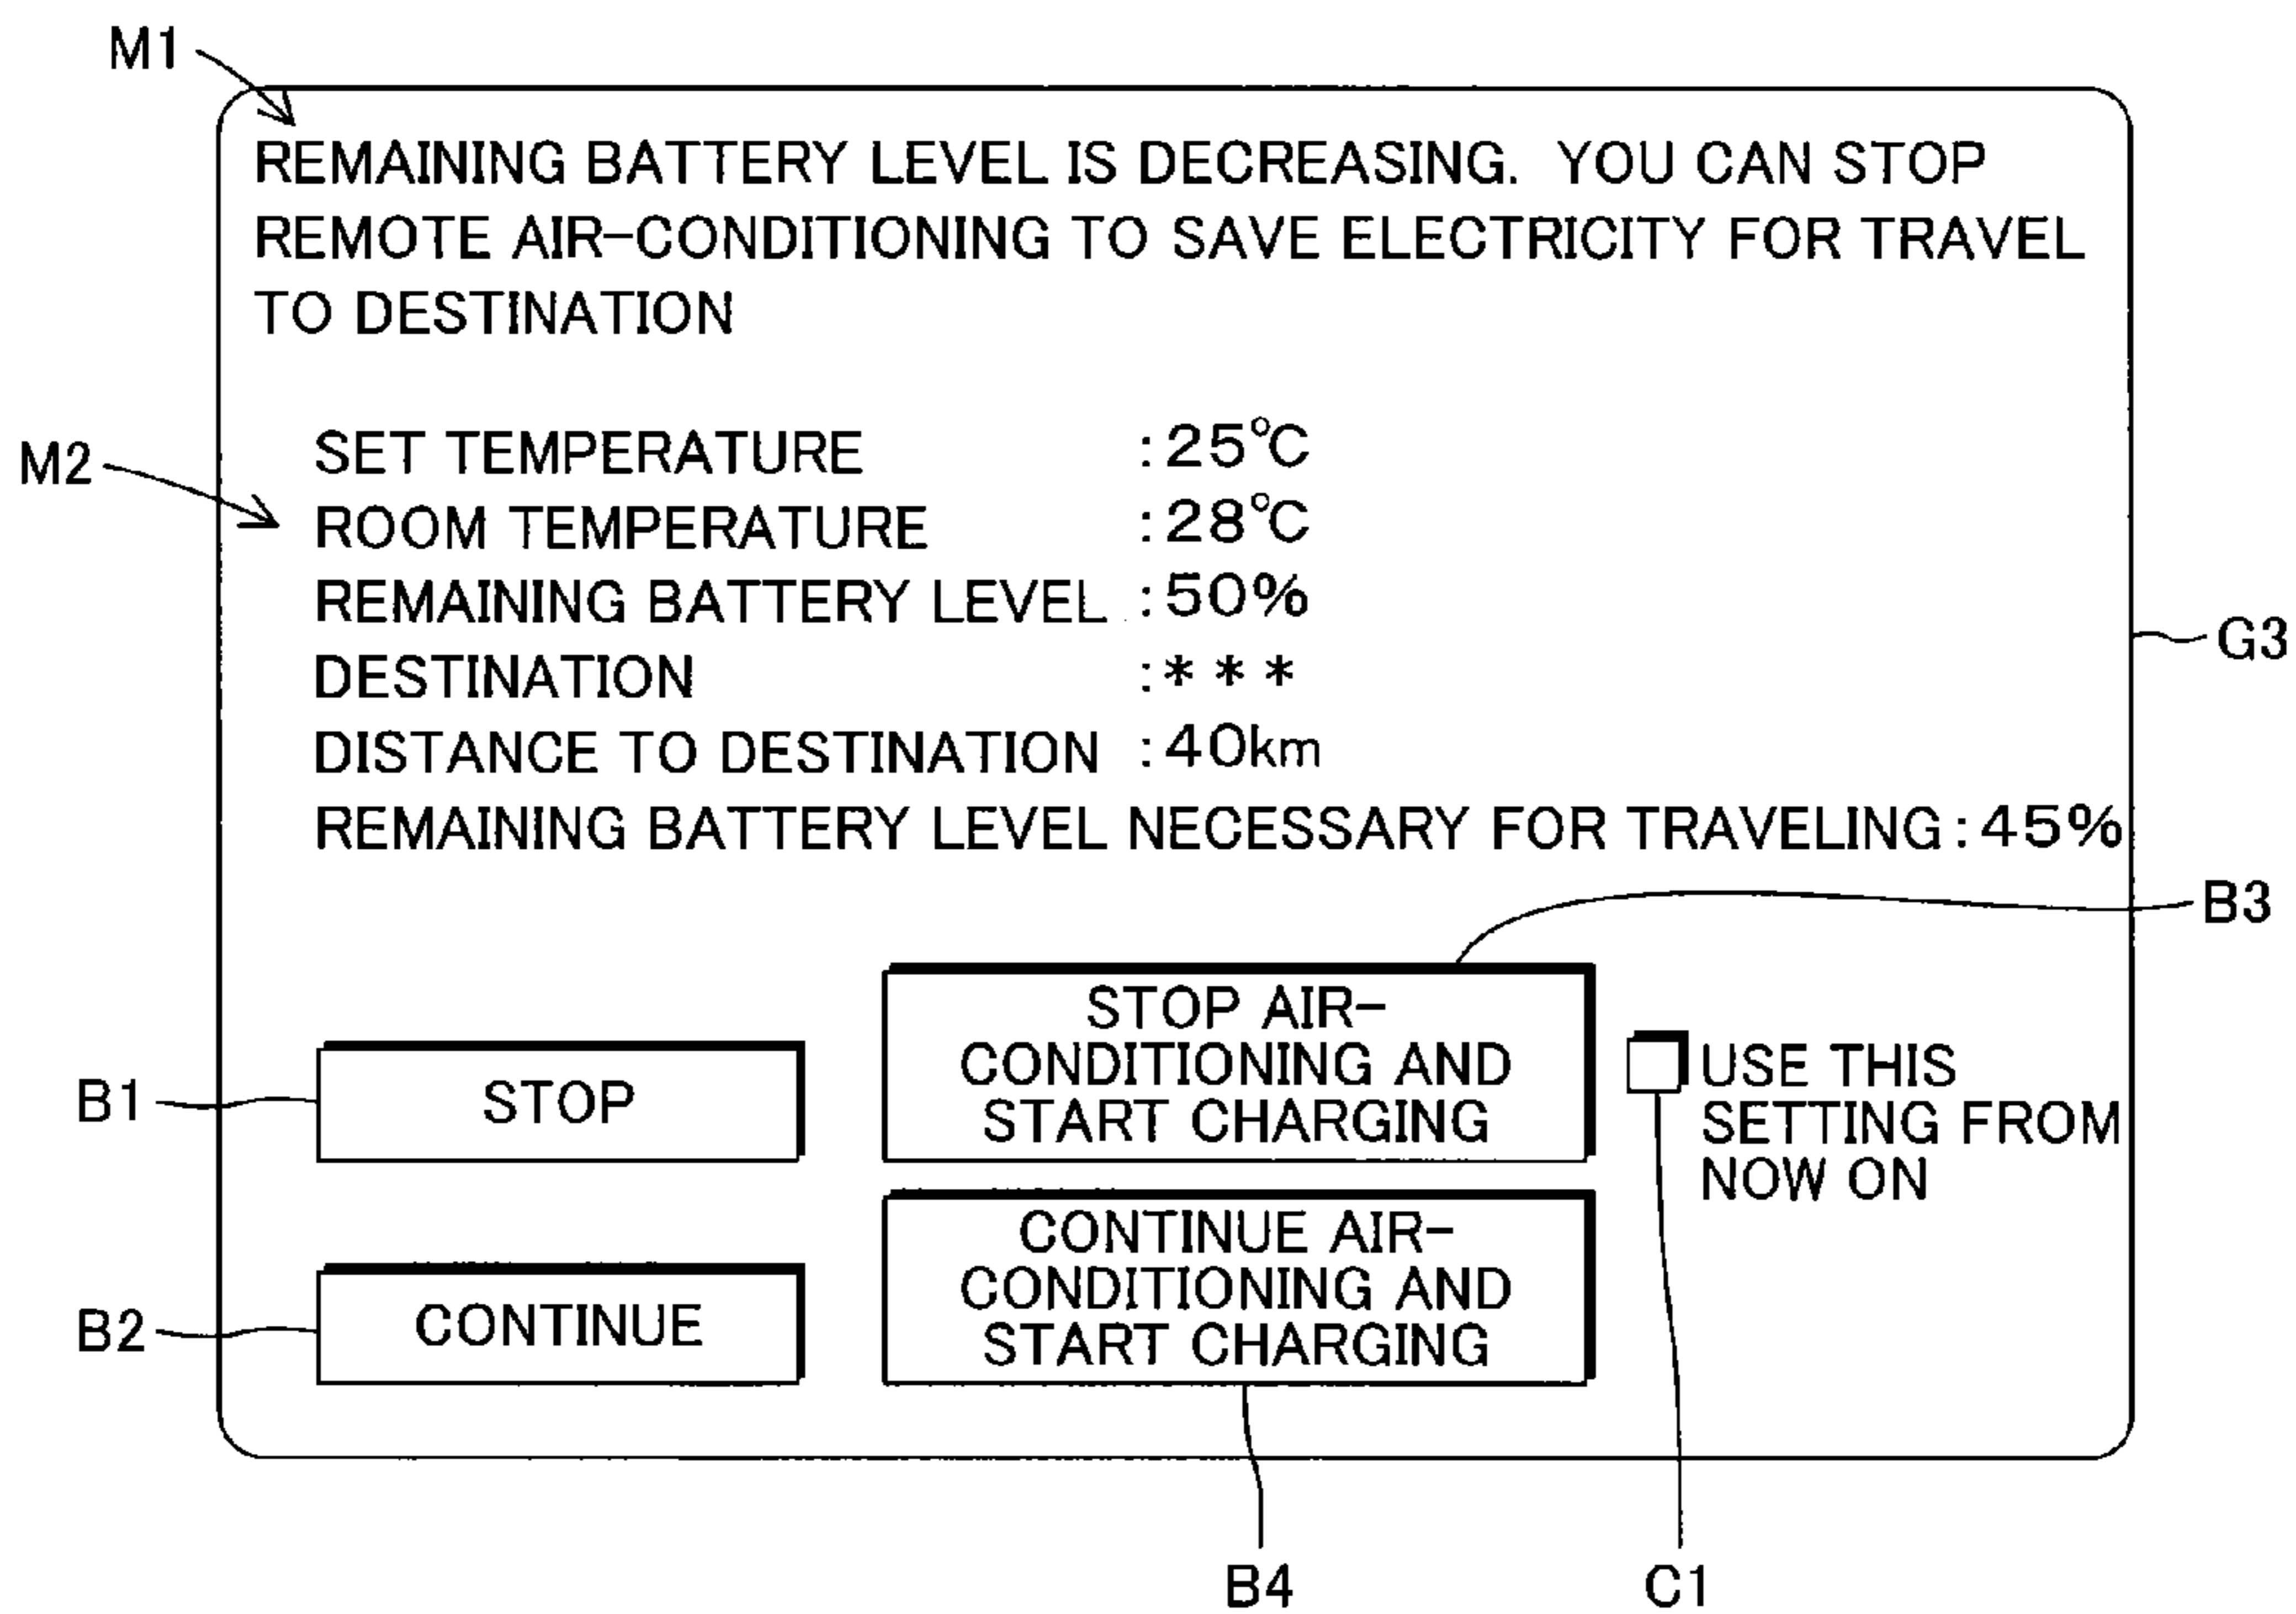 M1
REMAINING BATTERY LEVEL IS DECREASING. YOU CAN STOP
REMOTE AIR-CONDITIONING TO SAVE ELECTRICITY FOR TRAVEL
TO DESTINATION
M2
SET TEMPERATURE :25℃
ROOM TEMPERATURE :28℃
REMAINING BATTERY LEVEL :50%
DESTINATION :＊＊＊
DISTANCE TO DESTINATION :40km
REMAINING BATTERY LEVEL NECESSARY FOR TRAVELING:45%
G3
B3
B1
STOP
STOP AIR-
CONDITIONING AND
START CHARGING
USE THIS
SETTING FROM
NOW ON
B2
CONTINUE
CONTINUE AIR-
CONDITIONING AND
START CHARGING
B4
C1